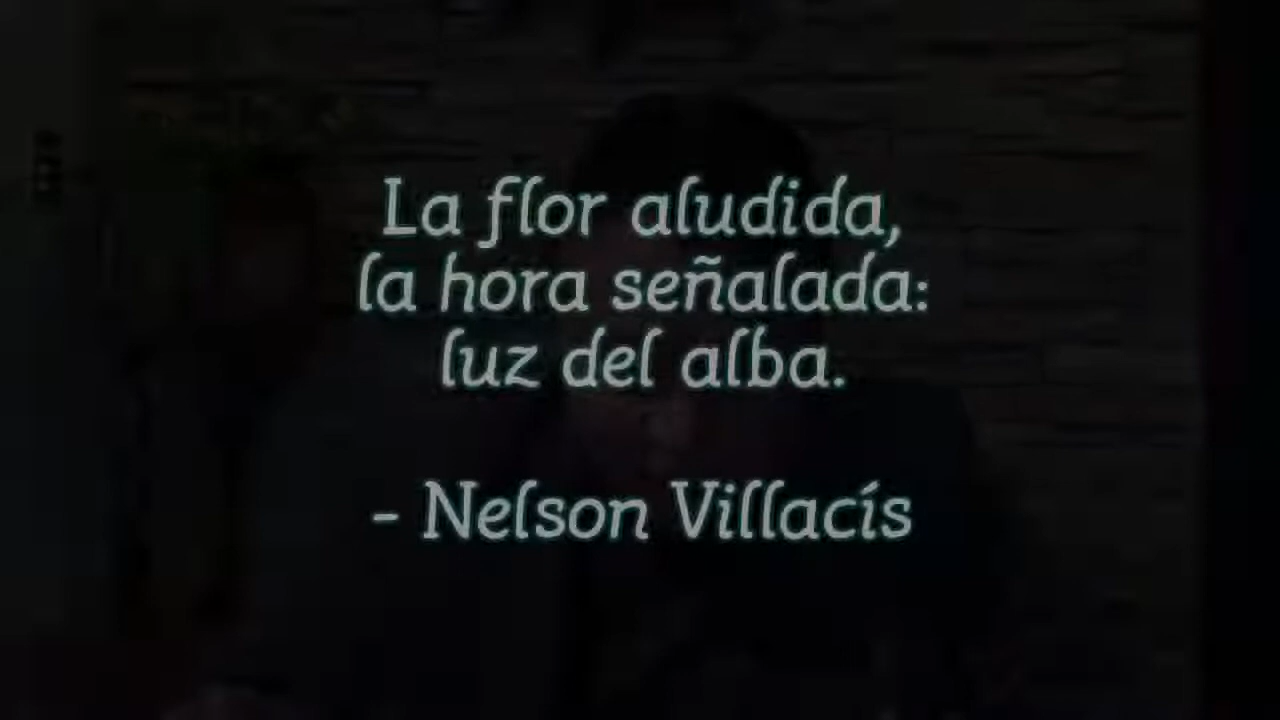 La flor aludida,
la hora señalada:
luz del alba.
- Nelson Villacís